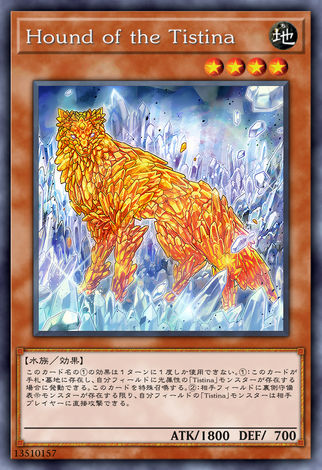 Hound of the Tistina
地
【水族／効果】
このカード名の①の効果は１ターンに１度しか使用できない。①：このカードが
手札・墓地に存在し、自分フィールドに光属性の「Tistina」モンスターが存在する
場合に発動できる。このカードを特殊召喚する。②：相手フィールドに裏側守備
表示モンスターが存在する限り、自分フィールドの「Tistina」モンスターは相手
プレイヤーに直接攻撃できる。
ATK/1800 DEF/ 700
13510157